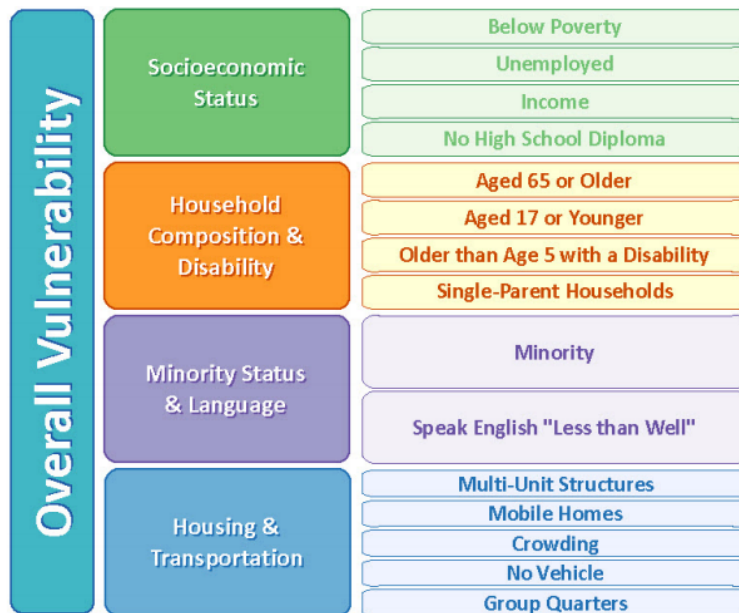 Overall Vulnerability
Socioeconomic
Status
Below Poverty
Unemployed
Income
No High School Diploma
Household
Composition &
Disability
Aged 65 or Older
Aged 17 or Younger
Older than Age 5 with a Disability
Single-Parent Households
Minority Status
& Language
Minority
Speak English "Less than Well"
Housing &
Transportation
Multi-Unit Structures
Mobile Homes
Crowding
No Vehicle
Group Quarters